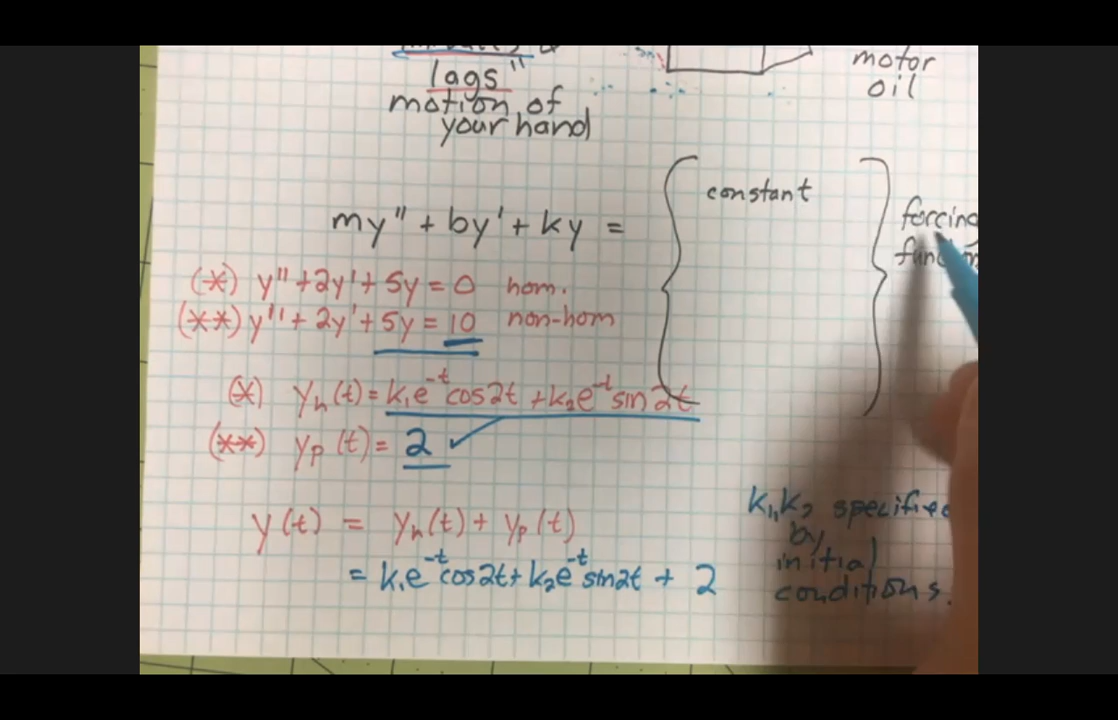 lags"
motion of
your hand
motor
oil
my" + by' + ky =
constant
forcing
(*) y" + 2y' + 5y = 0 hom.
(**) y"' + 2y' + 5y = 10 non-hom
(*) yh(t) = k₁e^-t cos2t + k₂e^-t sin2t
(**) yp(t) = 2 ✓
y(t) = yh(t) + yp(t)
= k₁e^-t cos2t + k₂e^-t sin2t + 2
k₁,k₂ specified
by
initial
conditions.